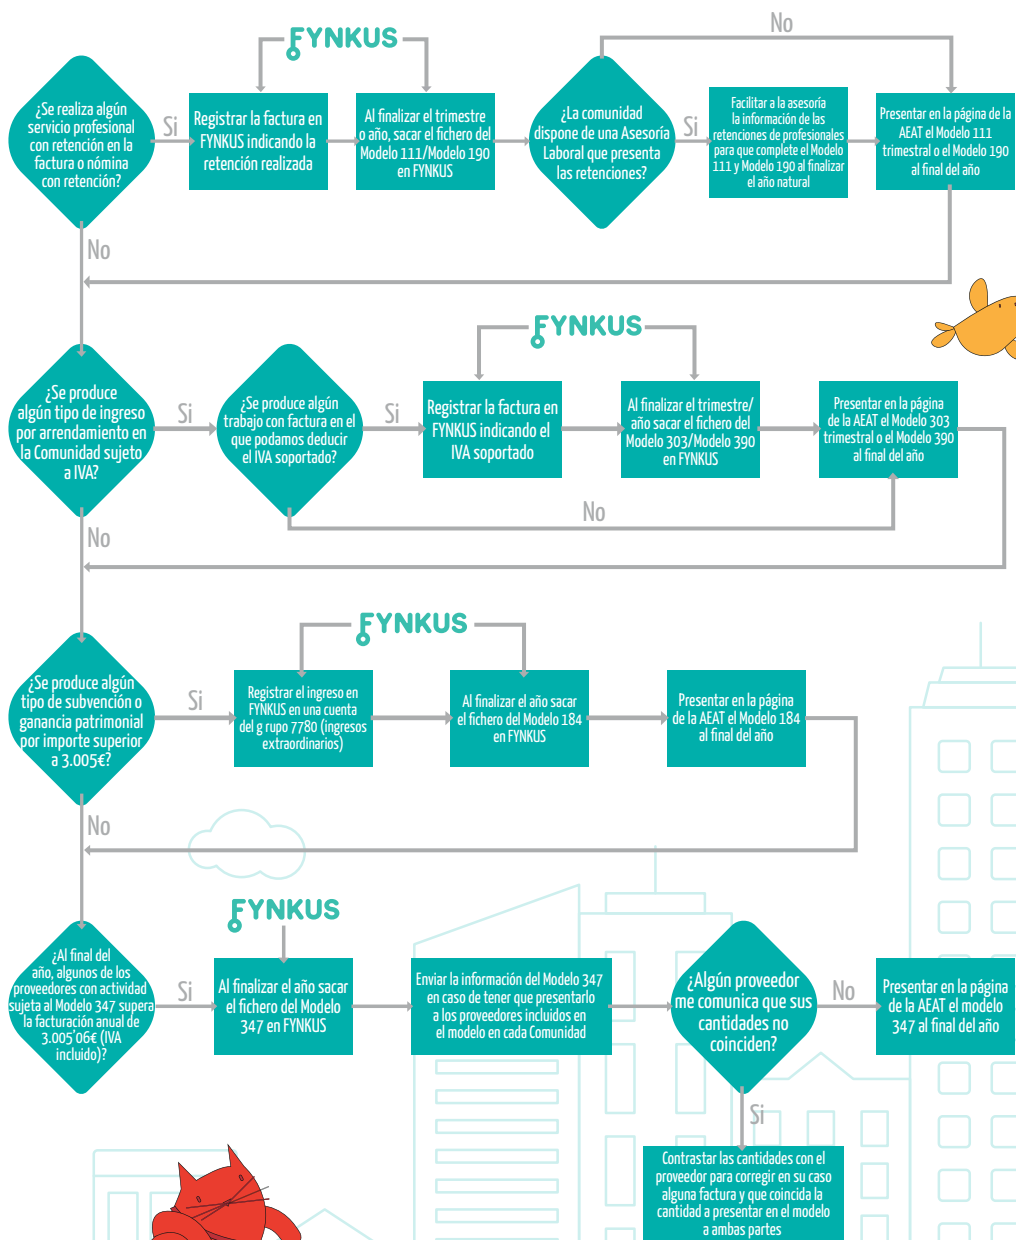 FYNKUS
No
¿Se realiza algún
servicio profesional
con retención en la
factura o nómina
con retención?
Si
Registrar la factura en
FYNKUS indicando la
retención realizada
Al finalizar el trimestre
o año, sacar el fichero del
Modelo 111/Modelo 190
en FYNKUS
¿La comunidad
dispone de una Asesoría
Laboral que presenta
las retenciones?
Si
Facilitar a la asesoría
la información de las
retenciones de profesionales
para que complete el Modelo
111 y Modelo 190 al finalizar
el año natural
Presentar en la página de la
AEAT el Modelo 111
trimestral o el Modelo 190
al final del año
No
FYNKUS
¿Se produce
algún tipo de ingreso
por arrendamiento en
la Comunidad sujeto
a IVA?
Si
¿Se produce algún
trabajo con factura en el
que podamos deducir
el IVA soportado?
Si
Registrar la factura en
FYNKUS indicando el
IVA soportado
Al finalizar el trimestre/
año sacar el fichero del
Modelo 303/Modelo 390
en FYNKUS
Presentar en la página
de la AEAT el Modelo 303
trimestral o el Modelo 390
al final del año
No
No
FYNKUS
¿Se produce algún
tipo de subvención o
ganancia patrimonial
por importe superior
a 3.005€?
Si
Registrar el ingreso en
FYNKUS en una cuenta
del g rupo 7780 (ingresos
extraordinarios)
Al finalizar el año sacar
el fichero del Modelo 184
en FYNKUS
Presentar en la página
de la AEAT el Modelo 184
al final del año
No
FYNKUS
¿Al final del
año, algunos de los
proveedores con actividad
sujeta al Modelo 347 supera
la facturación anual de
3.005'06€ (IVA
incluido)?
Si
Al finalizar el año sacar
el fichero del Modelo
347 en FYNKUS
Enviar la información del Modelo 347
en caso de tener que presentarlo
a los proveedores incluidos en
el modelo en cada Comunidad
¿Algún proveedor
me comunica que sus
cantidades no
coinciden?
No
Presentar en la página
de la AEAT el modelo
347 al final del año
Si
Contrastar las cantidades con el
proveedor para corregir en su caso
alguna factura y que coincida la
cantidad a presentar en el modelo
a ambas partes